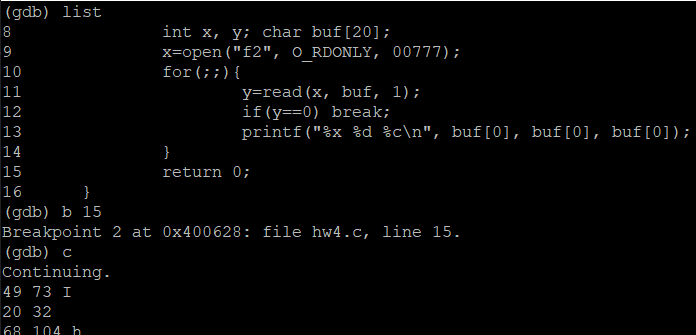 (gdb) list
8 int x, y; char buf[20];
9 x=open("f2", O_RDONLY, 00777);
10 for(;;){
11 y=read(x, buf, 1);
12 if(y==0) break;
13 printf("%x %d %c\n", buf[0], buf[0], buf[0]);
14 }
15 return 0;
16 }
(gdb) b 15
Breakpoint 2 at 0x400628: file hw4.c, line 15.
(gdb) c
Continuing.
49 73 I
20 32
68 104 h